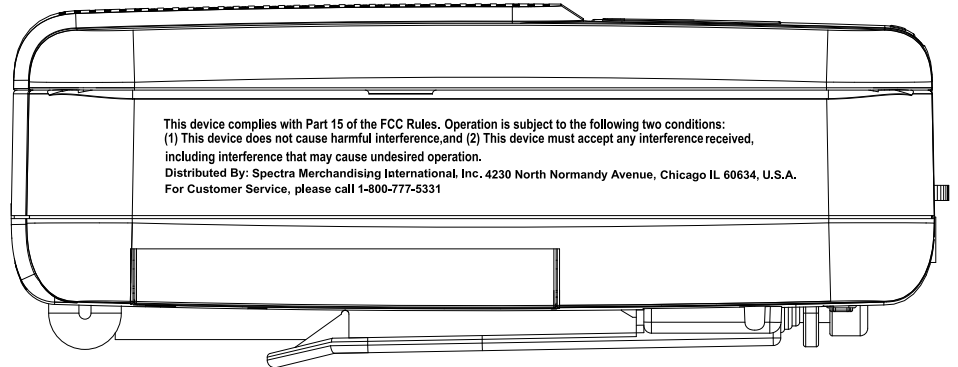 This device complies with Part 15 of the FCC Rules. Operation is subject to the following two conditions:
(1) This device does not cause harmful interference,and (2) This device must accept any interference received,
including interference that may cause undesired operation.
Distributed By: Spectra Merchandising International, Inc. 4230 North Normandy Avenue, Chicago IL 60634, U.S.A.
For Customer Service, please call 1-800-777-5331